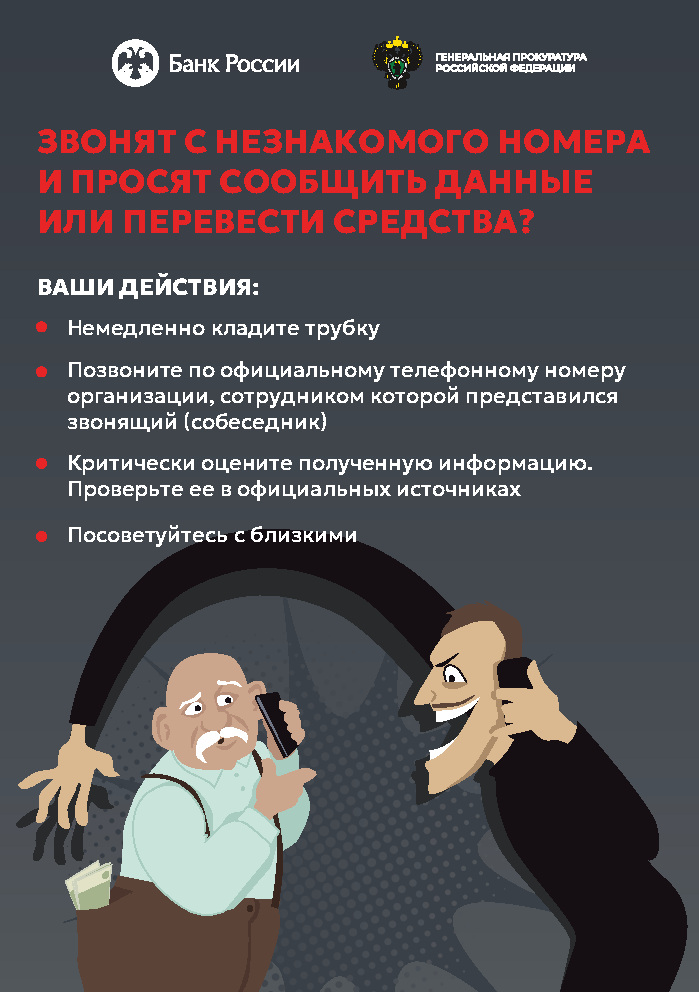 Банк России
ГЕНЕРАЛЬНАЯ ПРОКУРАТУРА
РОССИЙСКОЙ ФЕДЕРАЦИИ
ЗВОНЯТ С НЕЗНАКОМОГО НОМЕРА
И ПРОСЯТ СООБЩИТЬ ДАННЫЕ
ИЛИ ПЕРЕВЕСТИ СРЕДСТВА?
ВАШИ ДЕЙСТВИЯ:
Немедленно кладите трубку
Позвоните по официальному телефонному номеру
организации, сотрудником которой представился
звонящий (собеседник)
Критически оцените полученную информацию.
Проверьте ее в официальных источниках
Посоветуйтесь с близкими